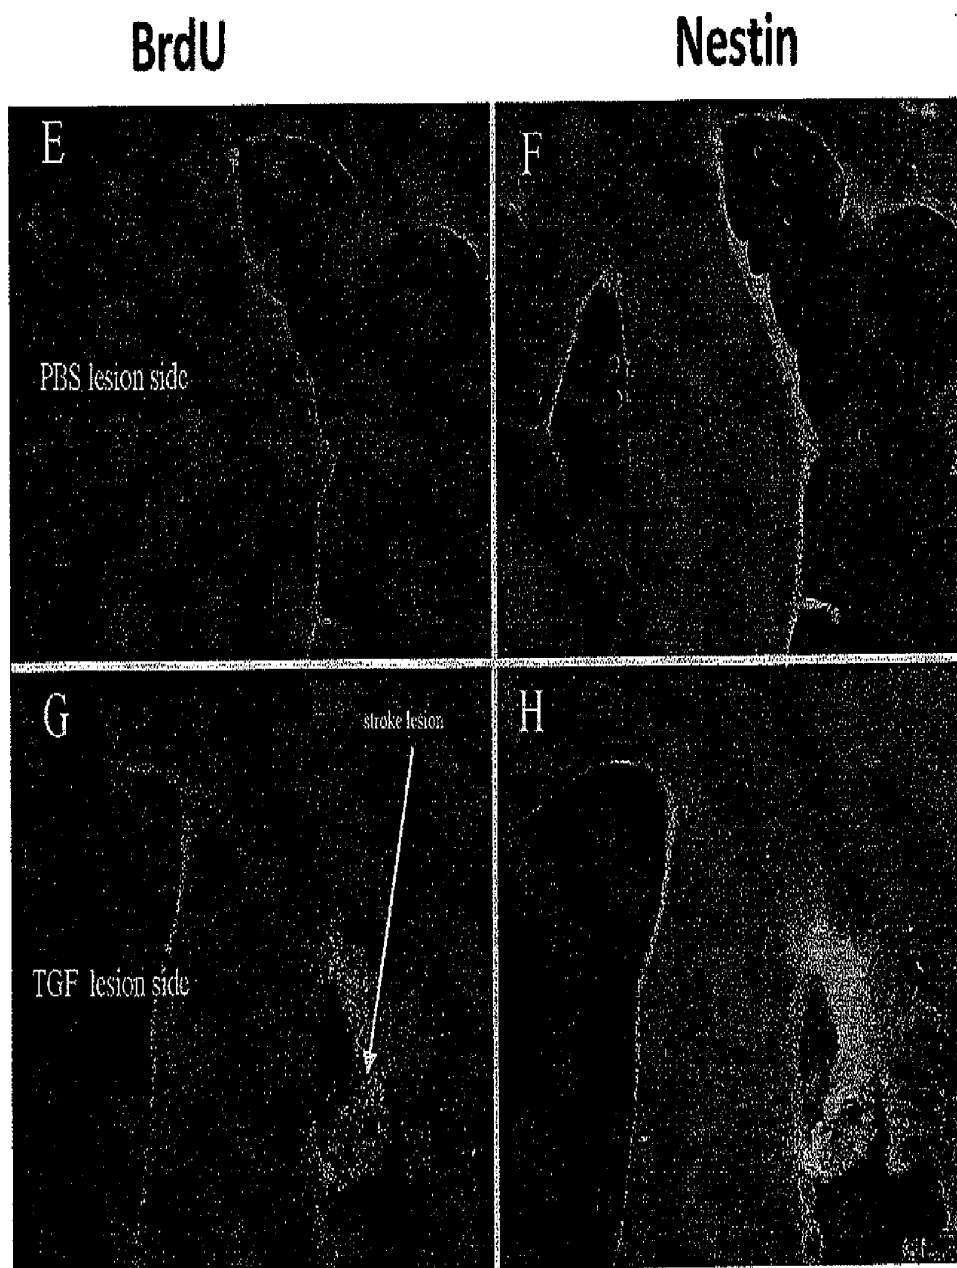 BrdU
Nestin
E
F
PBS lesion side
G
stroke lesion
H
TGF lesion side